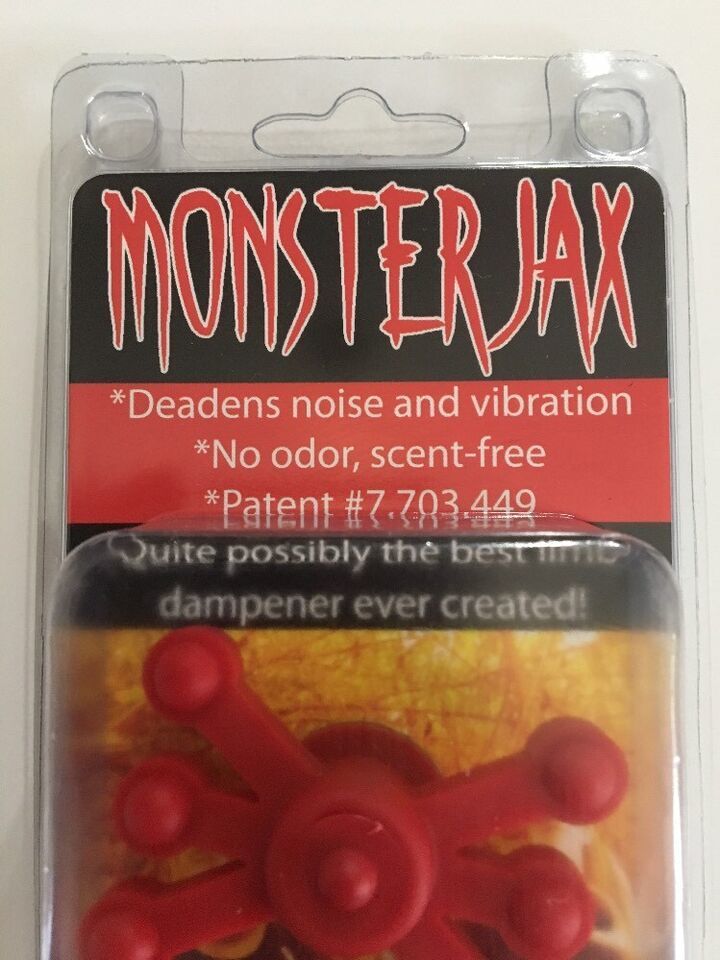 MONSTER JAX
*Deadens noise and vibration
*No odor, scent-free
*Patent #7,703,449
Quite possibly the best limb
dampener ever created!